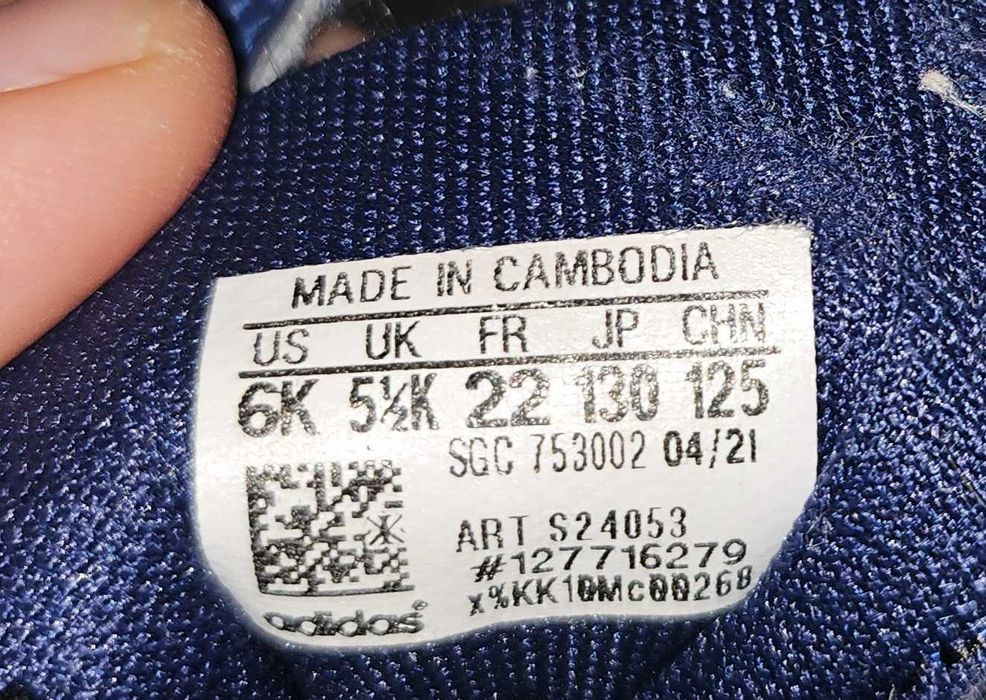 MADE IN CAMBODIA
US UK FR JP CHN
6K 5½K 22 130 125
SGC 753002 04/21
ART S24053
#127716279
x%KK10Mc00268
adidas®